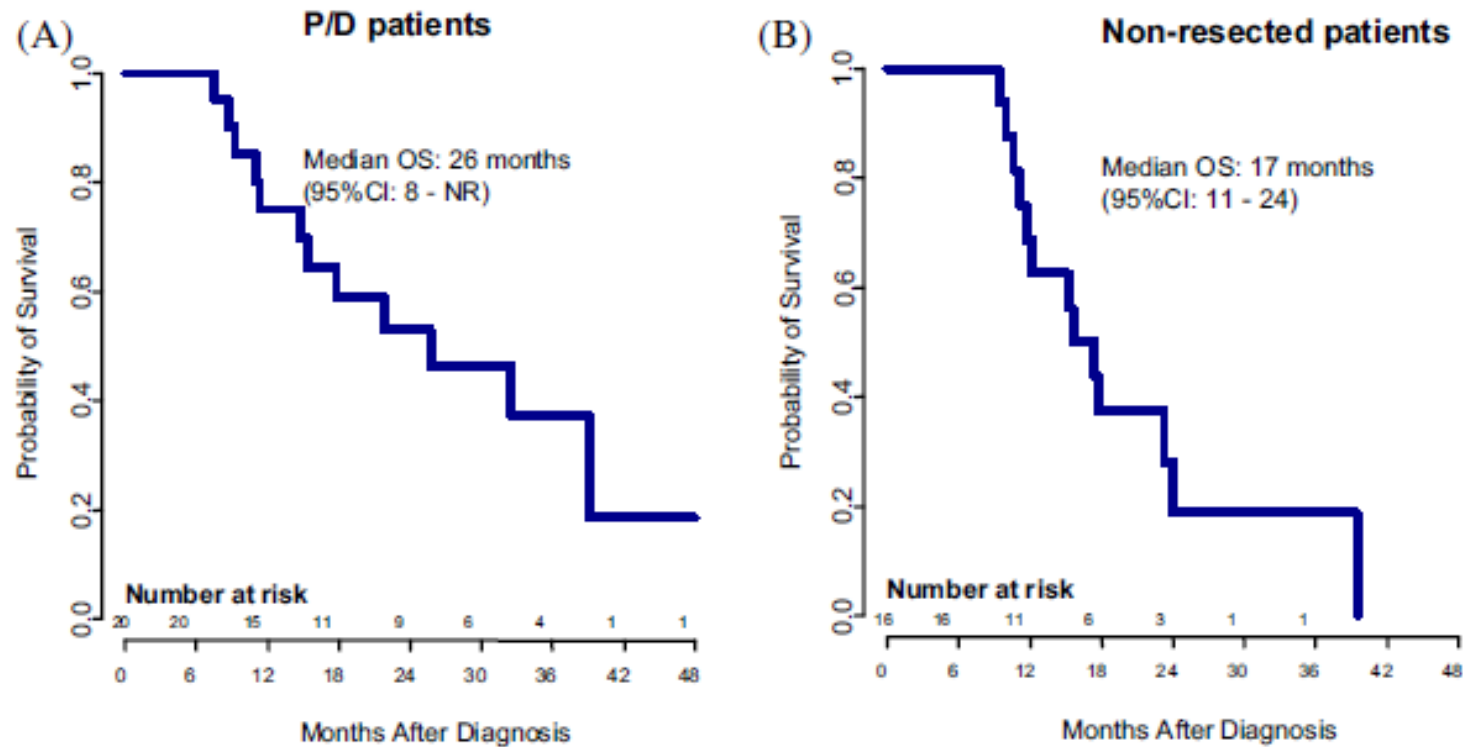 (A)
P/D patients
Median OS: 26 months
(95%CI: 8 - NR)
Probability of Survival
1.0
0.8
0.6
0.4
0.2
0.0
Number at risk
20 20 15 11 9 6 4 1 1
0 6 12 18 24 30 36 42 48
Months After Diagnosis
(B)
Non-resected patients
Median OS: 17 months
(95%CI: 11 - 24)
Probability of Survival
1.0
0.8
0.6
0.4
0.2
0.0
Number at risk
16 16 11 6 3 1 1
0 6 12 18 24 30 36 42 48
Months After Diagnosis